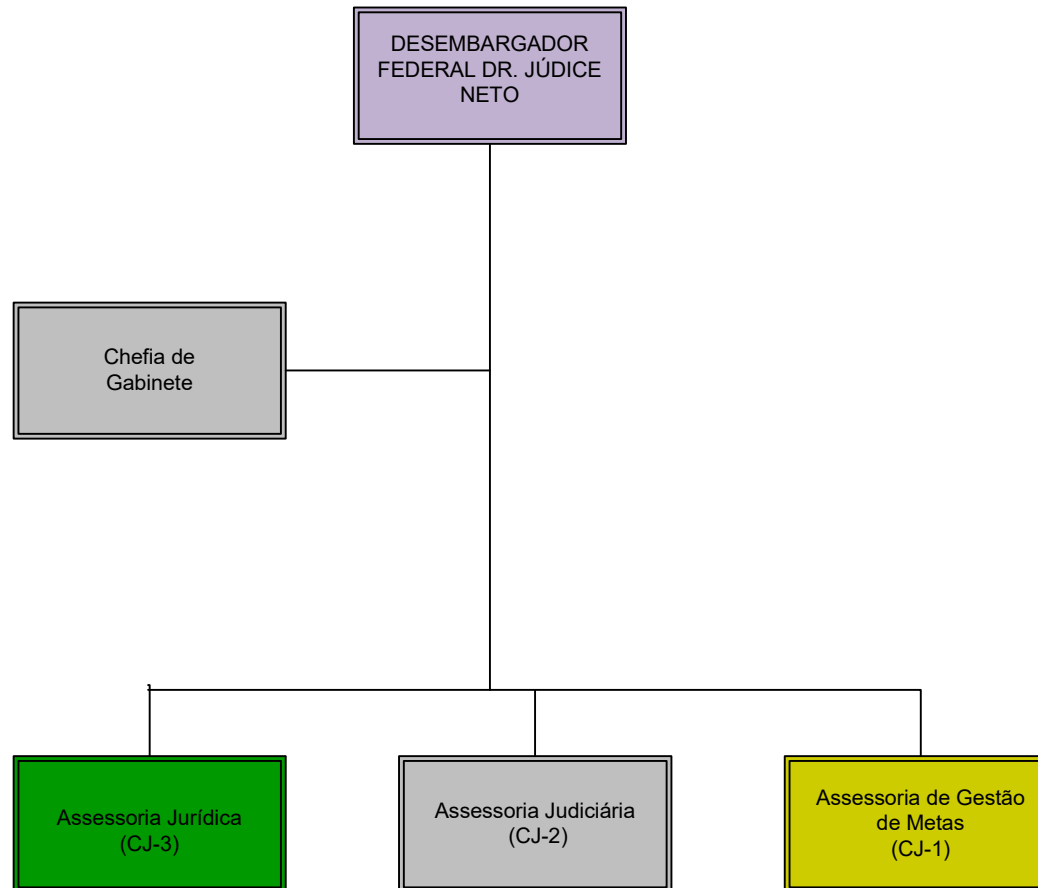 DESEMBARGADOR
FEDERAL DR. JÚDICE
NETO
Chefia de
Gabinete
Assessoria Jurídica
(CJ-3)
Assessoria Judiciária
(CJ-2)
Assessoria de Gestão
de Metas
(CJ-1)